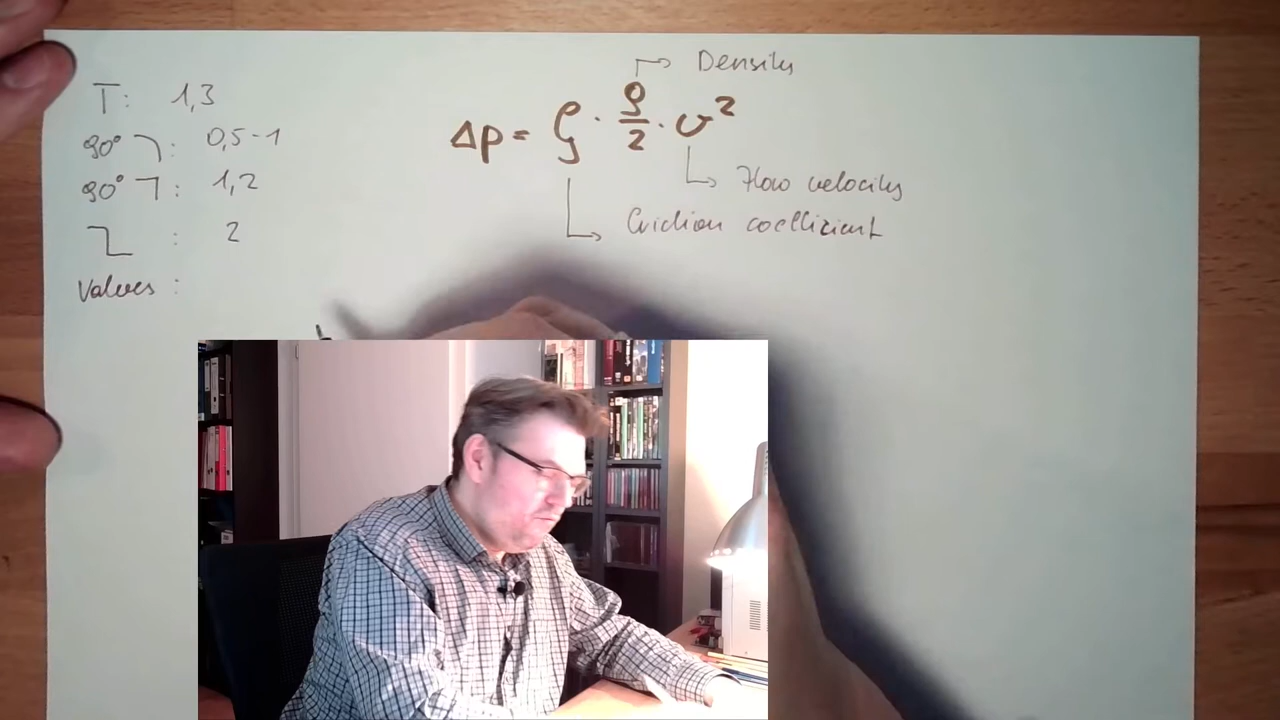 T: 1,3
90° : 0,5-1
90° : 1,2
: 2
Valves :
Density
Δp = ζ · ρ/2 · v²
Flow velocity
Friction coefficient